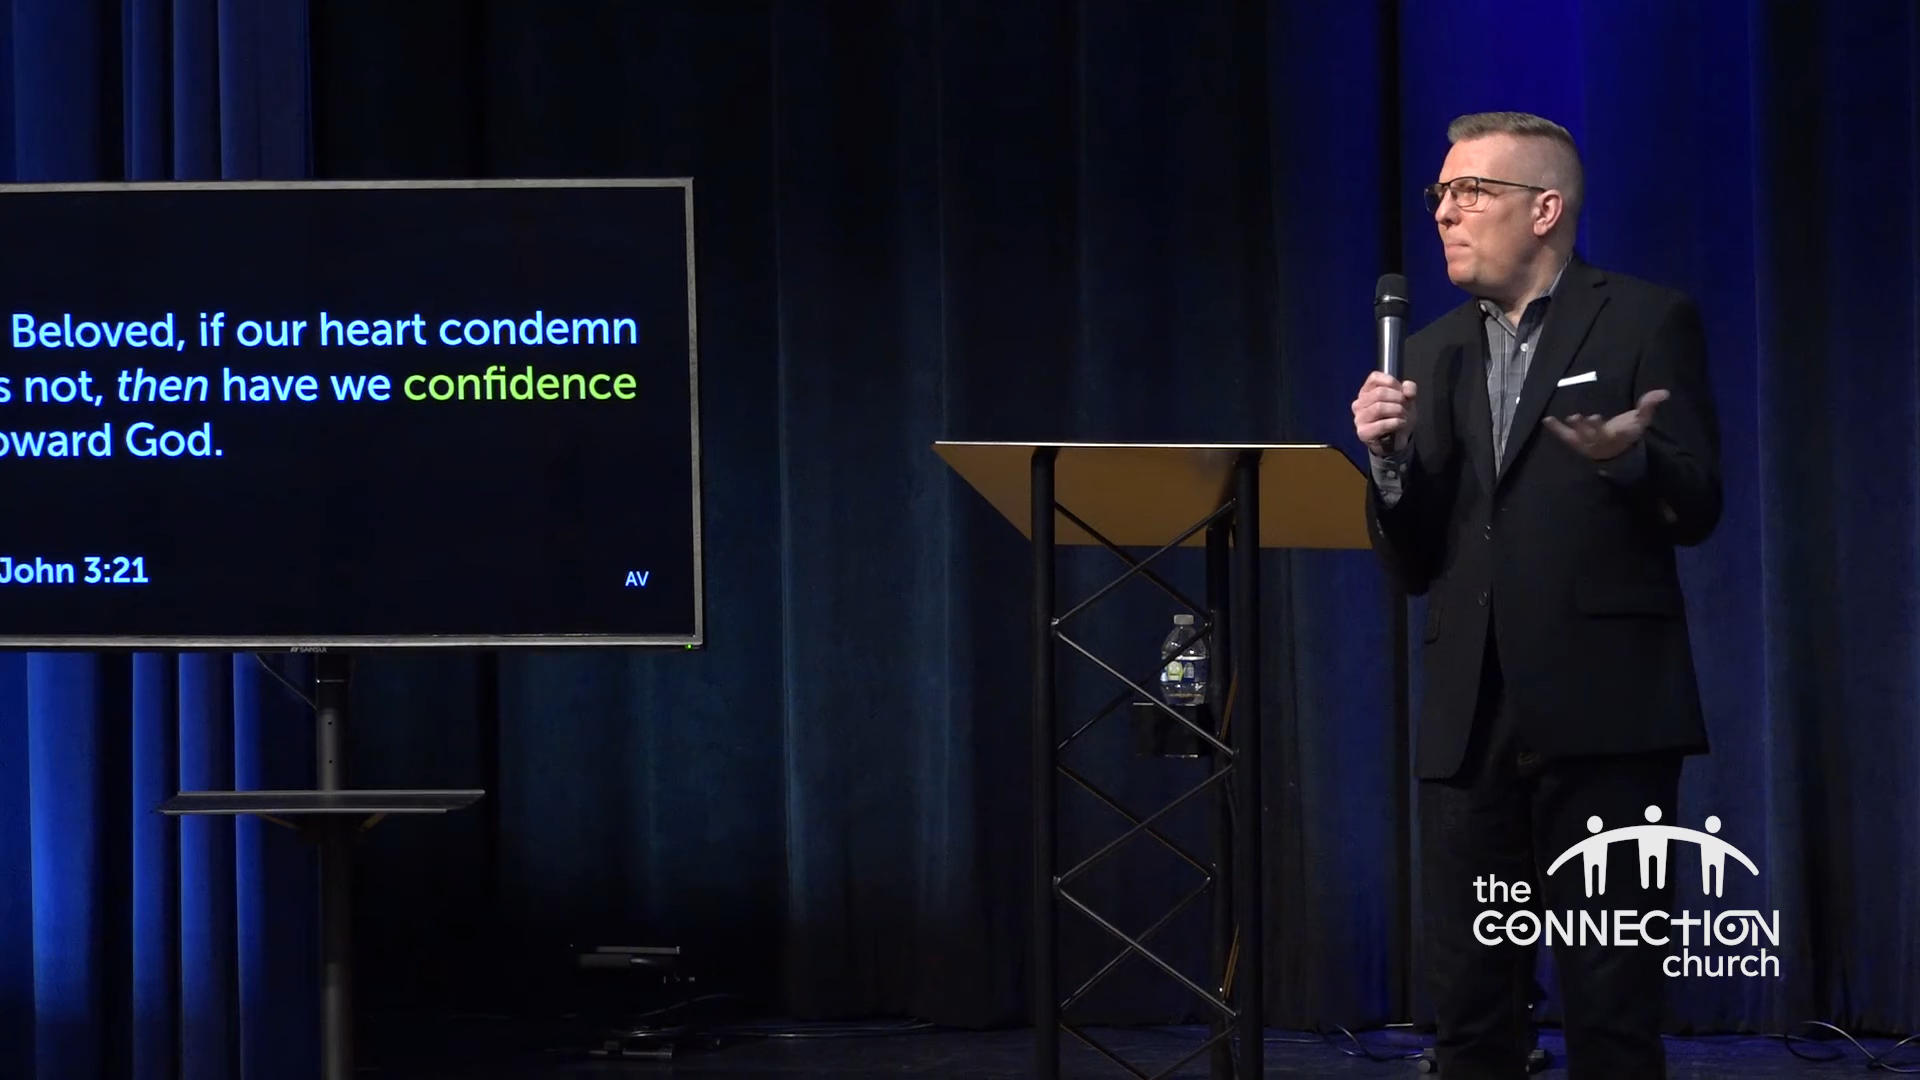 Beloved, if our heart condemn
s not, then have we confidence
oward God.
John 3:21
AV
SANSUI
the
CONNECTION
church